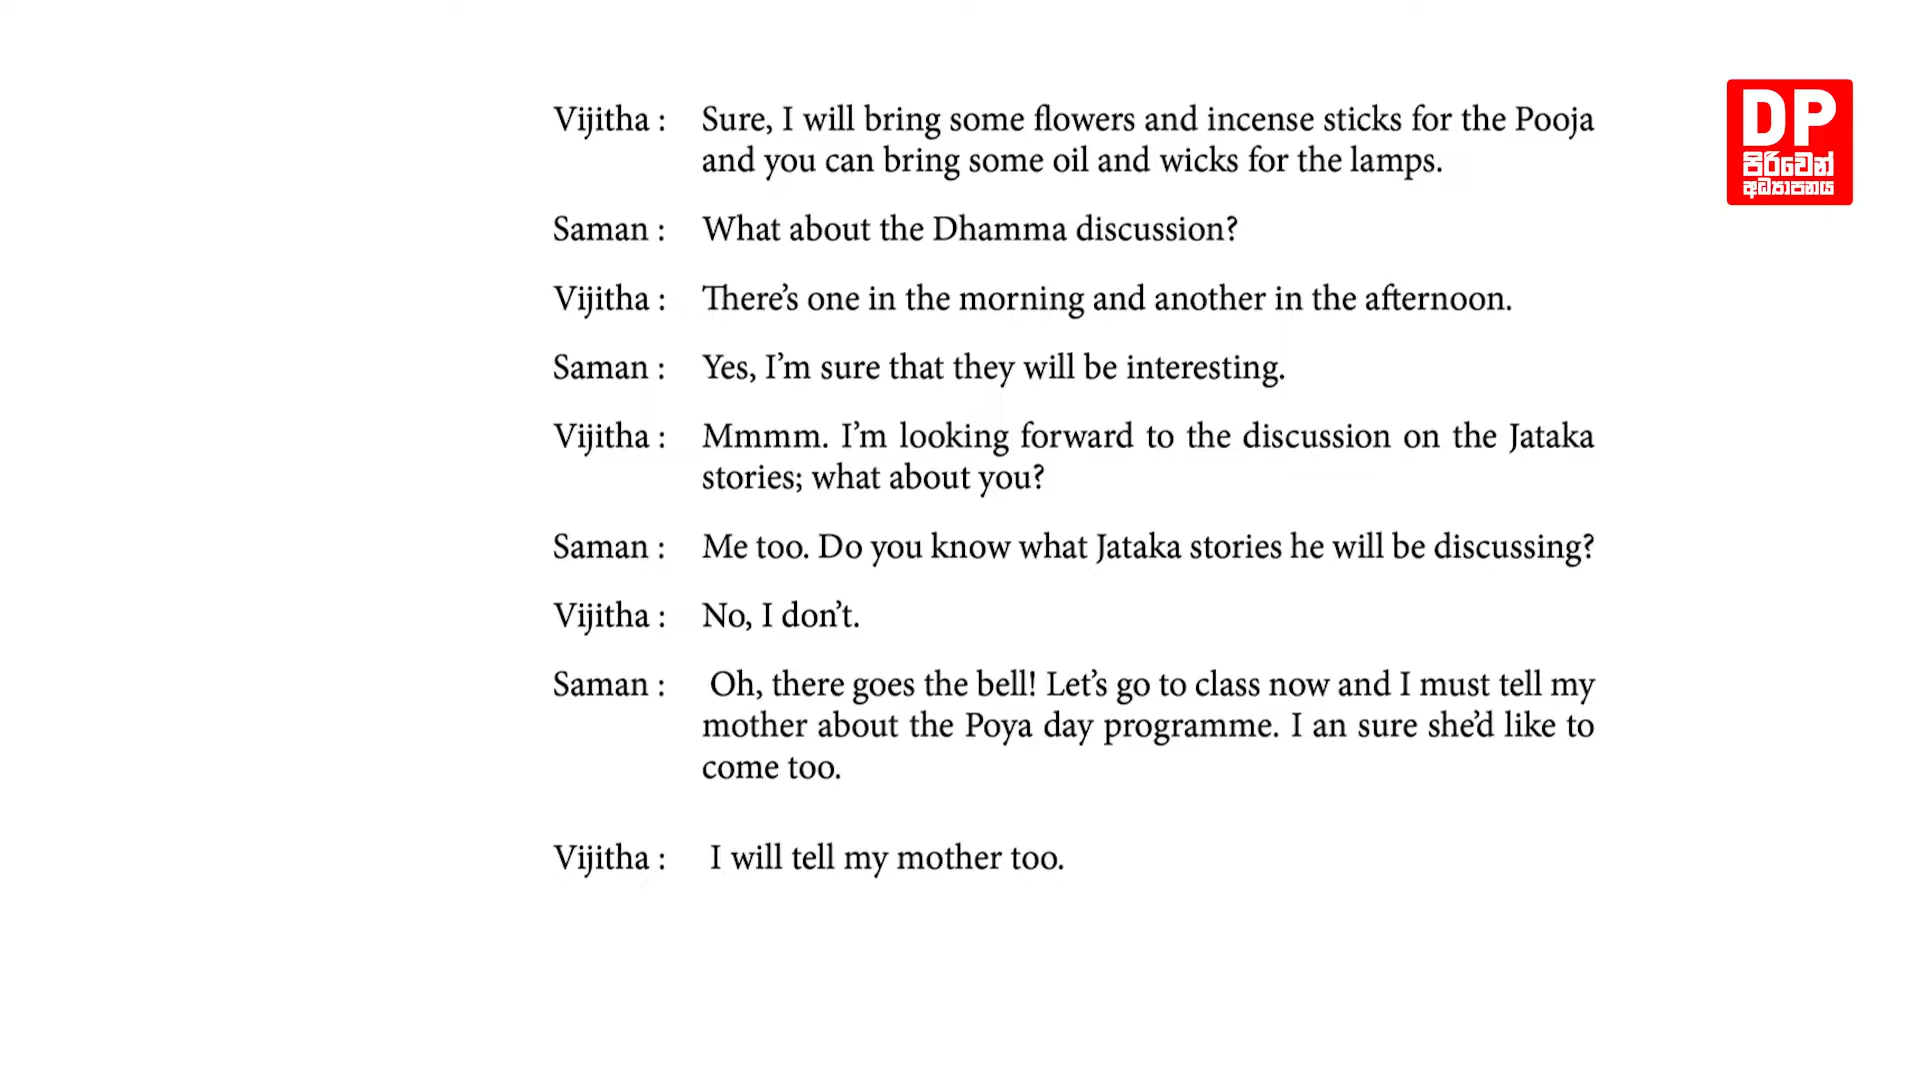 DP
පිරිවෙන්
අධ්‍යාපනය
Vijitha : Sure, I will bring some flowers and incense sticks for the Pooja
and you can bring some oil and wicks for the lamps.
Saman : What about the Dhamma discussion?
Vijitha : There's one in the morning and another in the afternoon.
Saman : Yes, I'm sure that they will be interesting.
Vijitha : Mmmm. I'm looking forward to the discussion on the Jataka
stories; what about you?
Saman : Me too. Do you know what Jataka stories he will be discussing?
Vijitha : No, I don't.
Saman : Oh, there goes the bell! Let's go to class now and I must tell my
mother about the Poya day programme. I an sure she'd like to
come too.
Vijitha : I will tell my mother too.